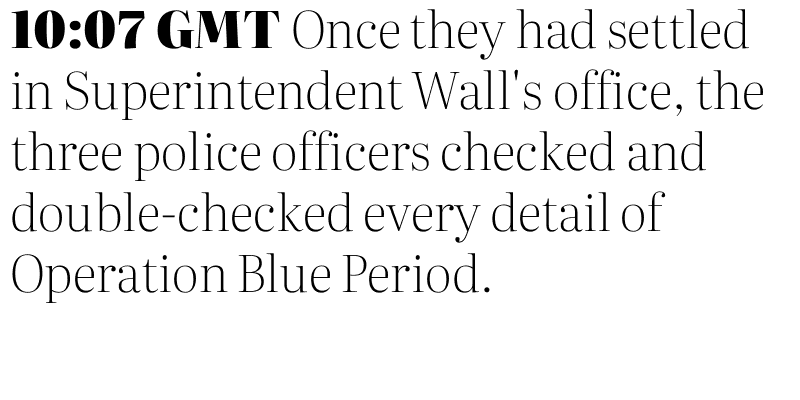 10:07 GMT Once they had settled
in Superintendent Wall's office, the
three police officers checked and
double-checked every detail of
Operation Blue Period.